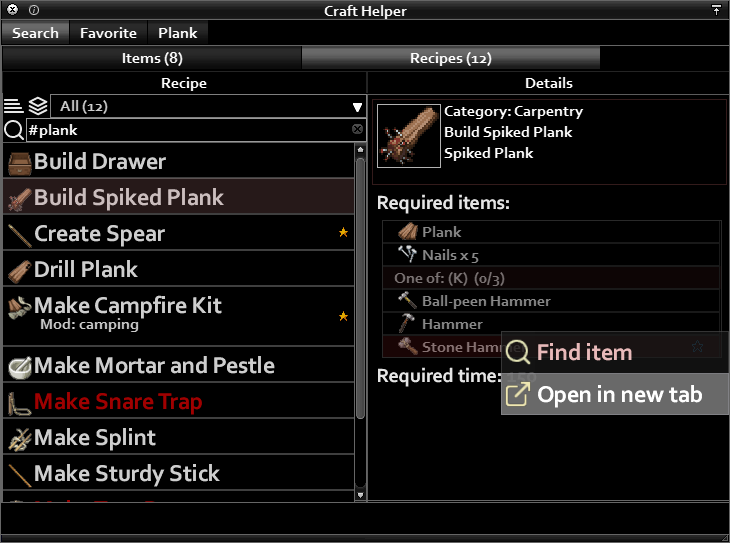 Craft Helper
Search Favorite Plank
Items (8) Recipes (12)
Recipe
All (12)
#plank
Build Drawer
Build Spiked Plank
Create Spear
Drill Plank
Make Campfire Kit
Mod: camping
Make Mortar and Pestle
Make Snare Trap
Make Splint
Make Sturdy Stick
Details
Category: Carpentry
Build Spiked Plank
Spiked Plank
Required items:
Plank
Nails x 5
One of: (K) (0/3)
Ball-peen Hammer
Hammer
Stone Hammer
Required time: 150
Find item
Open in new tab